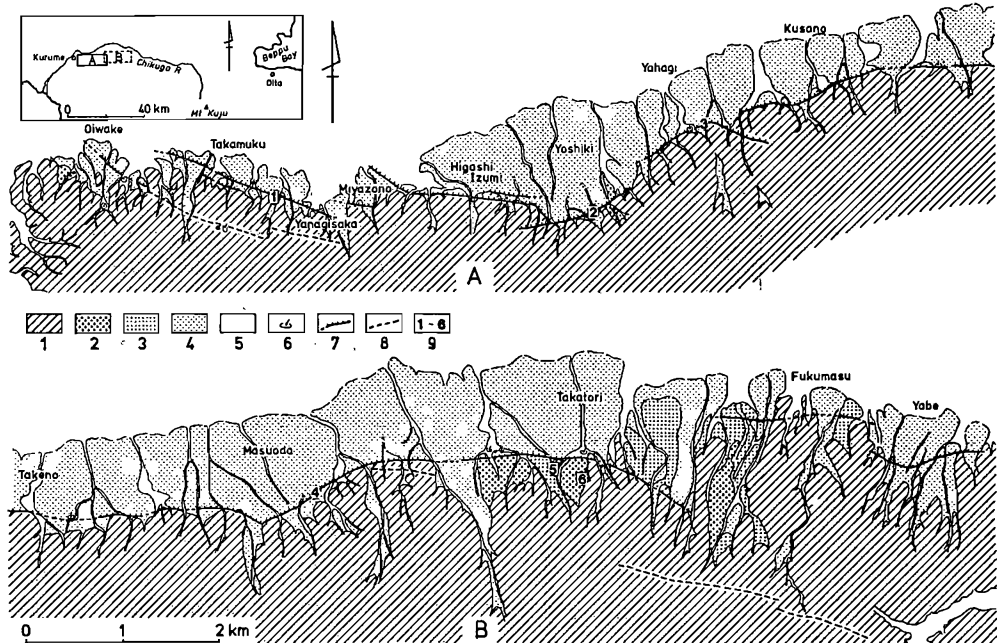 Kurume
A
B
Chikugo R
Beppu
Bay
Oita
0 40 km
Mt Kuju
Oiwake
Takamuku
Miyazono
Yanagisaka
Higashi
Izumi
Yoshiki
Yahagi
Kusano
1
2
3
A
1 2 3 4 5 6 7 8 9
1-6
Takeno
Masuoda
Takatori
Fukumasu
Yabe
4
5
6
B
0 1 2 km